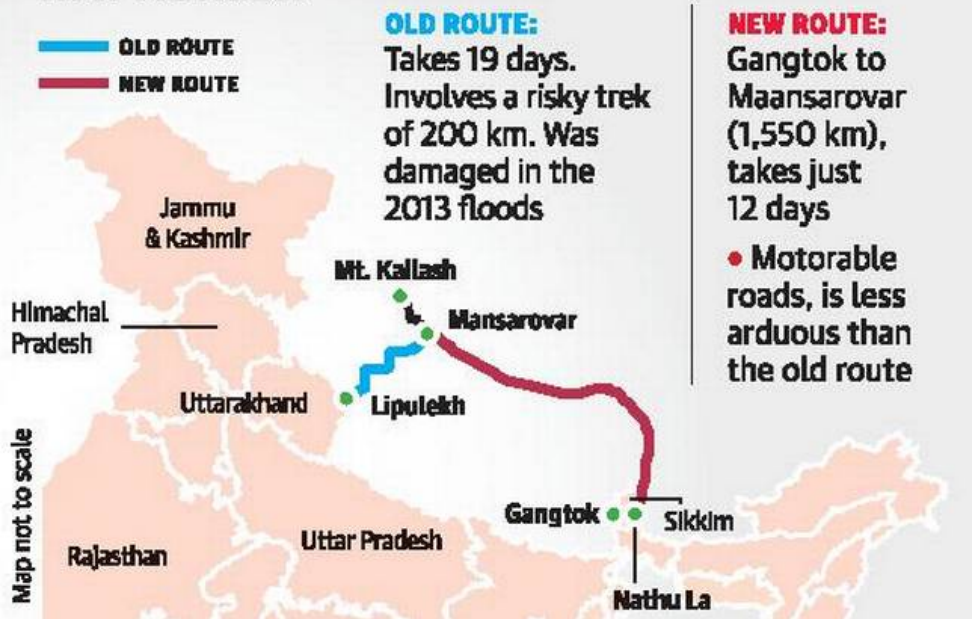 OLD ROUTE
NEW ROUTE
OLD ROUTE:
Takes 19 days.
Involves a risky trek
of 200 km. Was
damaged in the
2013 floods
NEW ROUTE:
Gangtok to
Maansarovar
(1,550 km),
takes just
12 days
• Motorable
roads, is less
arduous than
the old route
Jammu
& Kashmir
Himachal
Pradesh
Mt. Kailash
Mansarovar
Uttarakhand
Lipulekh
Map not to scale
Rajasthan
Uttar Pradesh
Gangtok
Sikkim
Nathu La